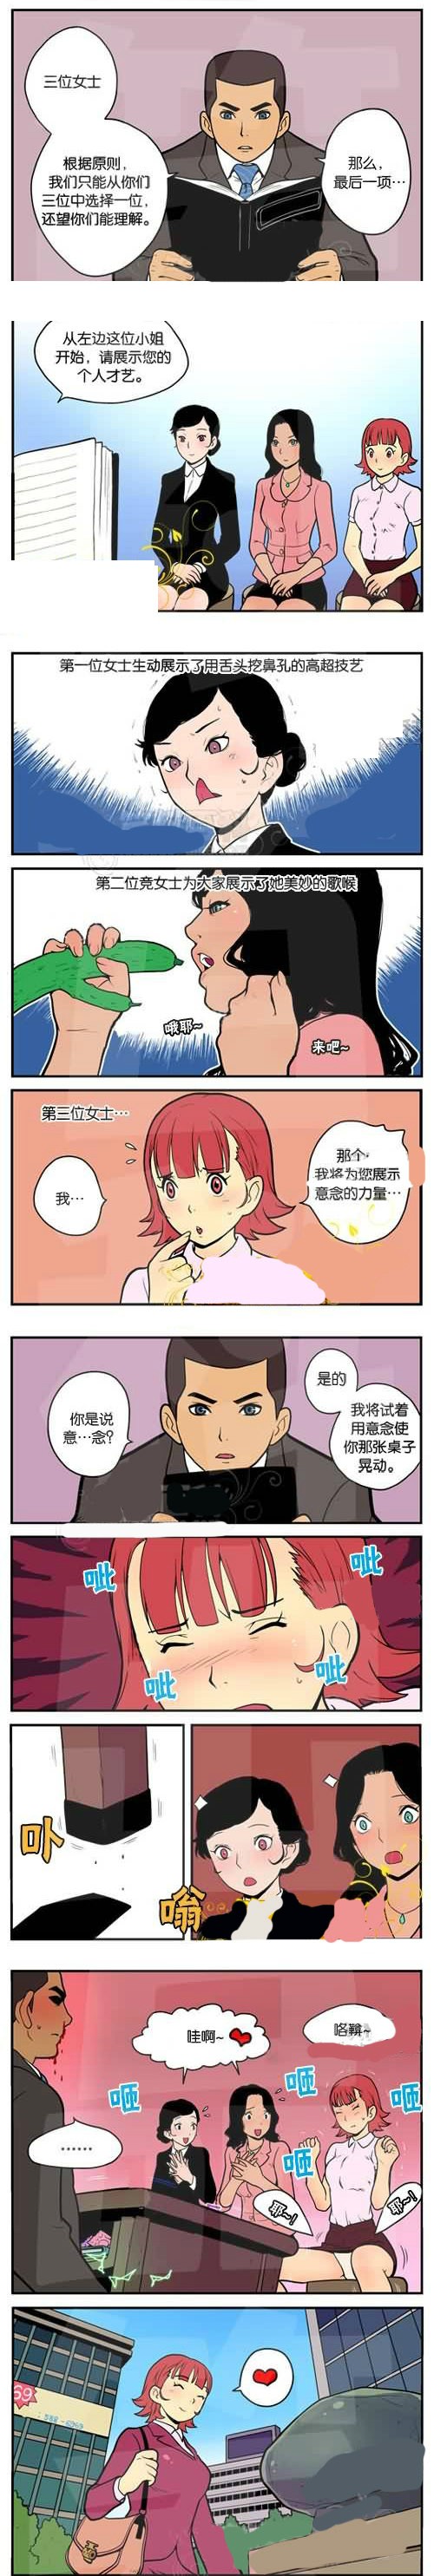 三位女士
根据原则，
我们只能从你们
三位中选择一位，
还望你们能理解。
那么，
最后一项…
从左边这位小姐
开始，请展示您的
个人才艺。
第一位女士生动展示了用舌头挖鼻孔的高超技艺
第二位竞女士为大家展示了她美妙的歌喉
哦耶~
来吧~
第三位女士…
我…
那个·
我将为您展示
意念的力量…
你是说
意…念？
是的
我将试着
用意念使
你那张桌子
晃动。
呲
呲
呲
呲
卟
嗡
哇啊~
咯
……
咂
咂
咂
咂
耶~!
耶~!
69